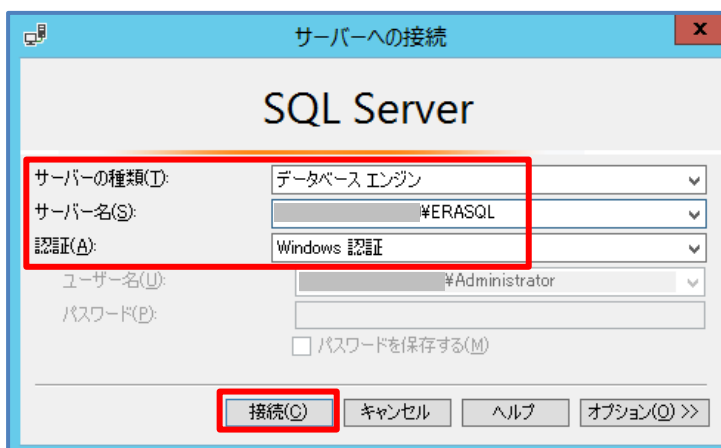 サーバーへの接続
x
SQL Server
サーバーの種類(T): データベース エンジン
サーバー名(S): ¥ERASQL
認証(A): Windows 認証
ユーザー名(U): ¥Administrator
パスワード(P):
パスワードを保存する(M)
接続(C) キャンセル ヘルプ オプション(O) >>